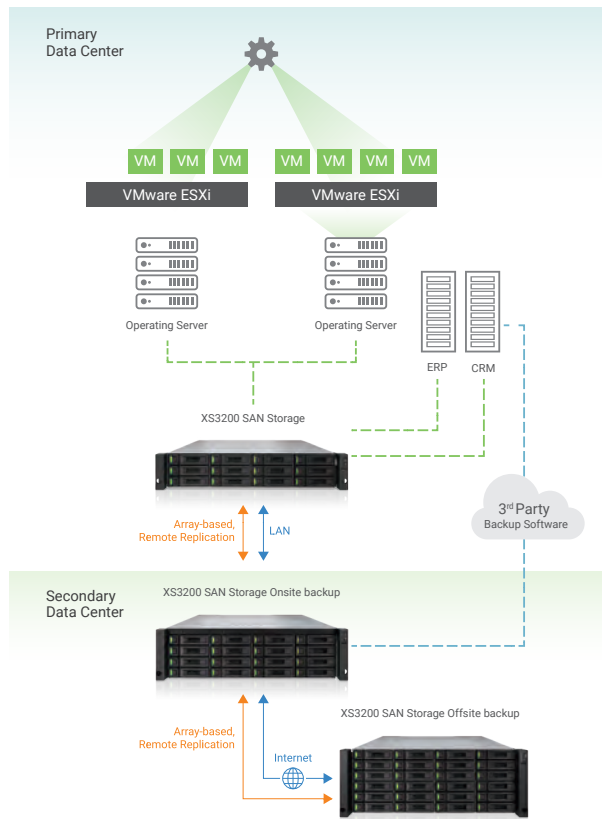 Primary
Data Center
VM VM VM VM VM VM VM
VMware ESXi VMware ESXi
Operating Server Operating Server
ERP CRM
XS3200 SAN Storage
3rd Party
Backup Software
Array-based,
Remote Replication
LAN
Secondary
Data Center
XS3200 SAN Storage Onsite backup
XS3200 SAN Storage Offsite backup
Array-based,
Remote Replication
Internet